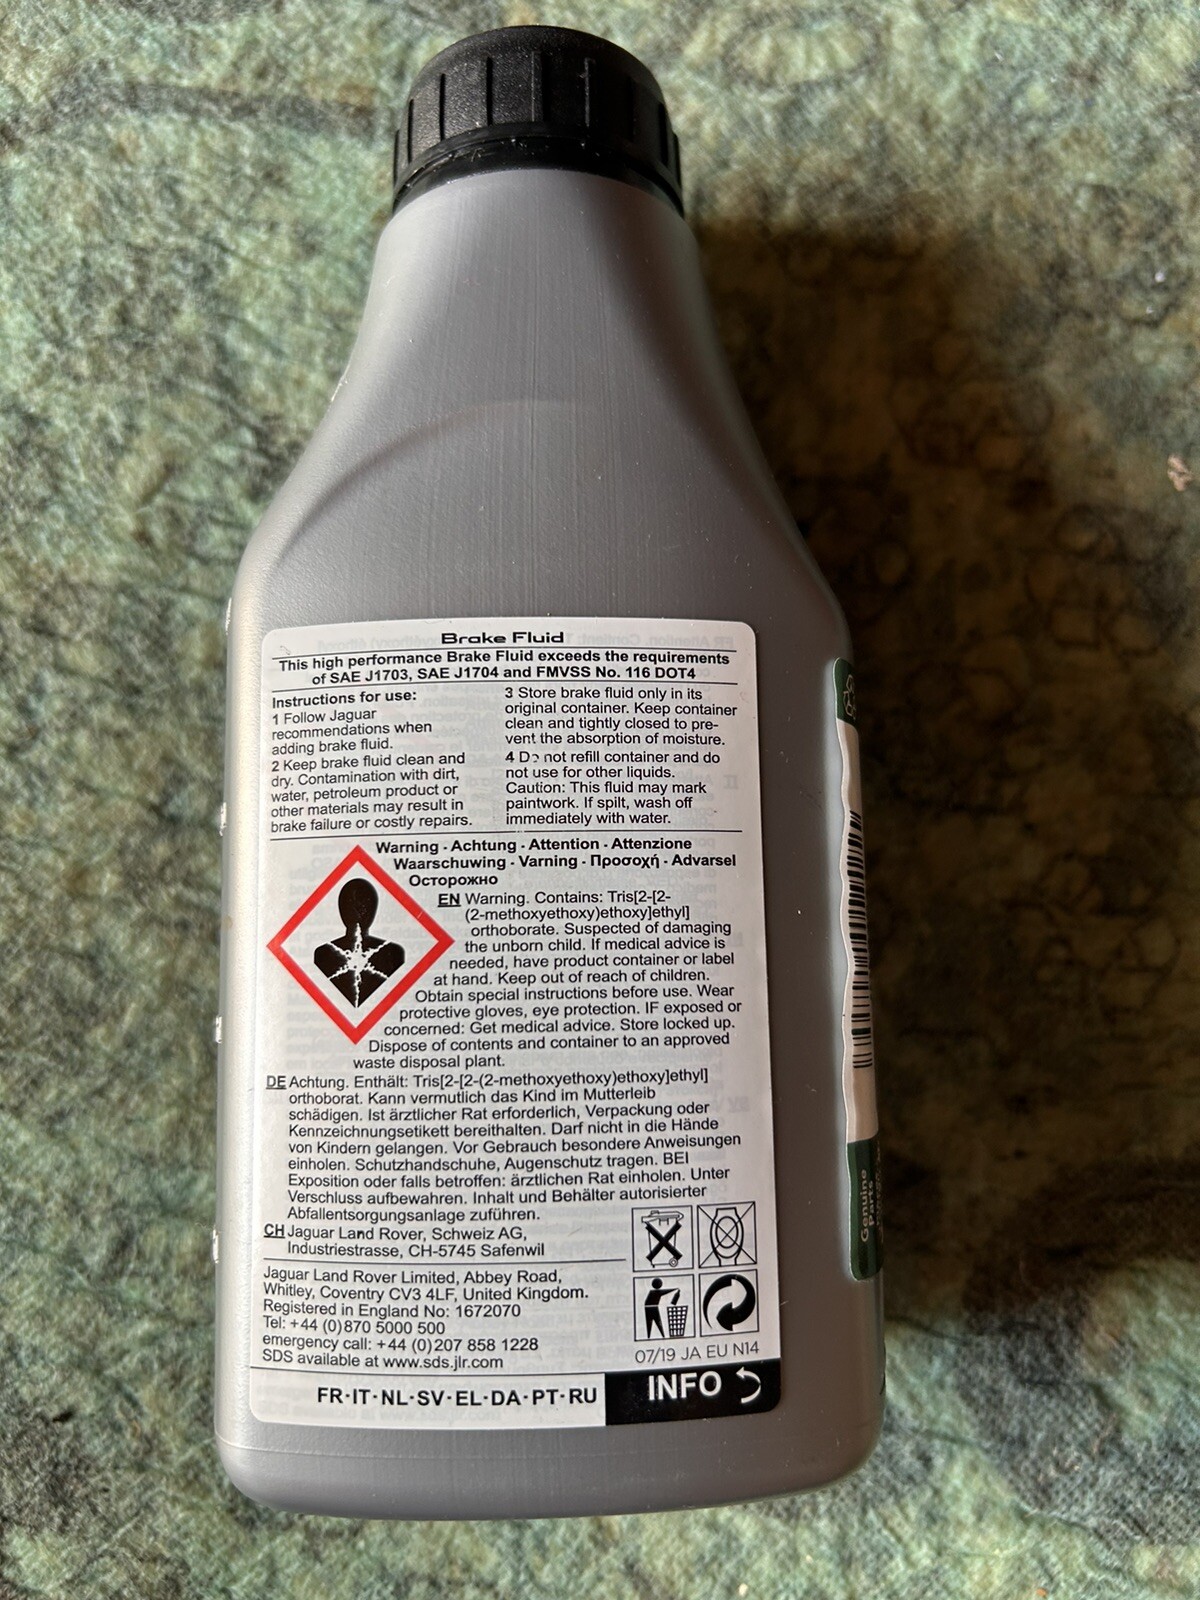 Brake Fluid
This high performance Brake Fluid exceeds the requirements
of SAE J1703, SAE J1704 and FMVSS No. 116 DOT4
Instructions for use:
1 Follow Jaguar
recommendations when
adding brake fluid.
2 Keep brake fluid clean and
dry. Contamination with dirt,
water, petroleum product or
other materials may result in
brake failure or costly repairs.
3 Store brake fluid only in its
original container. Keep container
clean and tightly closed to pre-
vent the absorption of moisture.
4 Do not refill container and do
not use for other liquids.
Caution: This fluid may mark
paintwork. If spilt, wash off
immediately with water.
Warning - Achtung - Attention - Attenzione
Waarschuwing - Varning - Προσοχή - Advarsel
Осторожно
EN Warning. Contains: Tris[2-[2-
(2-methoxyethoxy)ethoxy]ethyl]
orthoborate. Suspected of damaging
the unborn child. If medical advice is
needed, have product container or label
at hand. Keep out of reach of children.
Obtain special instructions before use. Wear
protective gloves, eye protection. IF exposed or
concerned: Get medical advice. Store locked up.
Dispose of contents and container to an approved
waste disposal plant.
DE Achtung. Enthält: Tris[2-[2-(2-methoxyethoxy)ethoxy]ethyl]
orthoborat. Kann vermutlich das Kind im Mutterleib
schädigen. Ist ärztlicher Rat erforderlich, Verpackung oder
Kennzeichnungsetikett bereithalten. Darf nicht in die Hände
von Kindern gelangen. Vor Gebrauch besondere Anweisungen
einholen. Schutzhandschuhe, Augenschutz tragen. BEI
Exposition oder falls betroffen: ärztlichen Rat einholen. Unter
Verschluss aufbewahren. Inhalt und Behälter autorisierter
Abfallentsorgungsanlage zuführen.
CH Jaguar Land Rover, Schweiz AG,
Industriestrasse, CH-5745 Safenwil
Jaguar Land Rover Limited, Abbey Road,
Whitley, Coventry CV3 4LF, United Kingdom.
Registered in England No: 1672070
Tel: +44 (0)870 5000 500
emergency call: +44 (0)207 858 1228
SDS available at www.sds.jlr.com
07/19 JA EU N14
FR·IT·NL·SV·EL·DA·PT·RU
INFO
Genuine
Parts